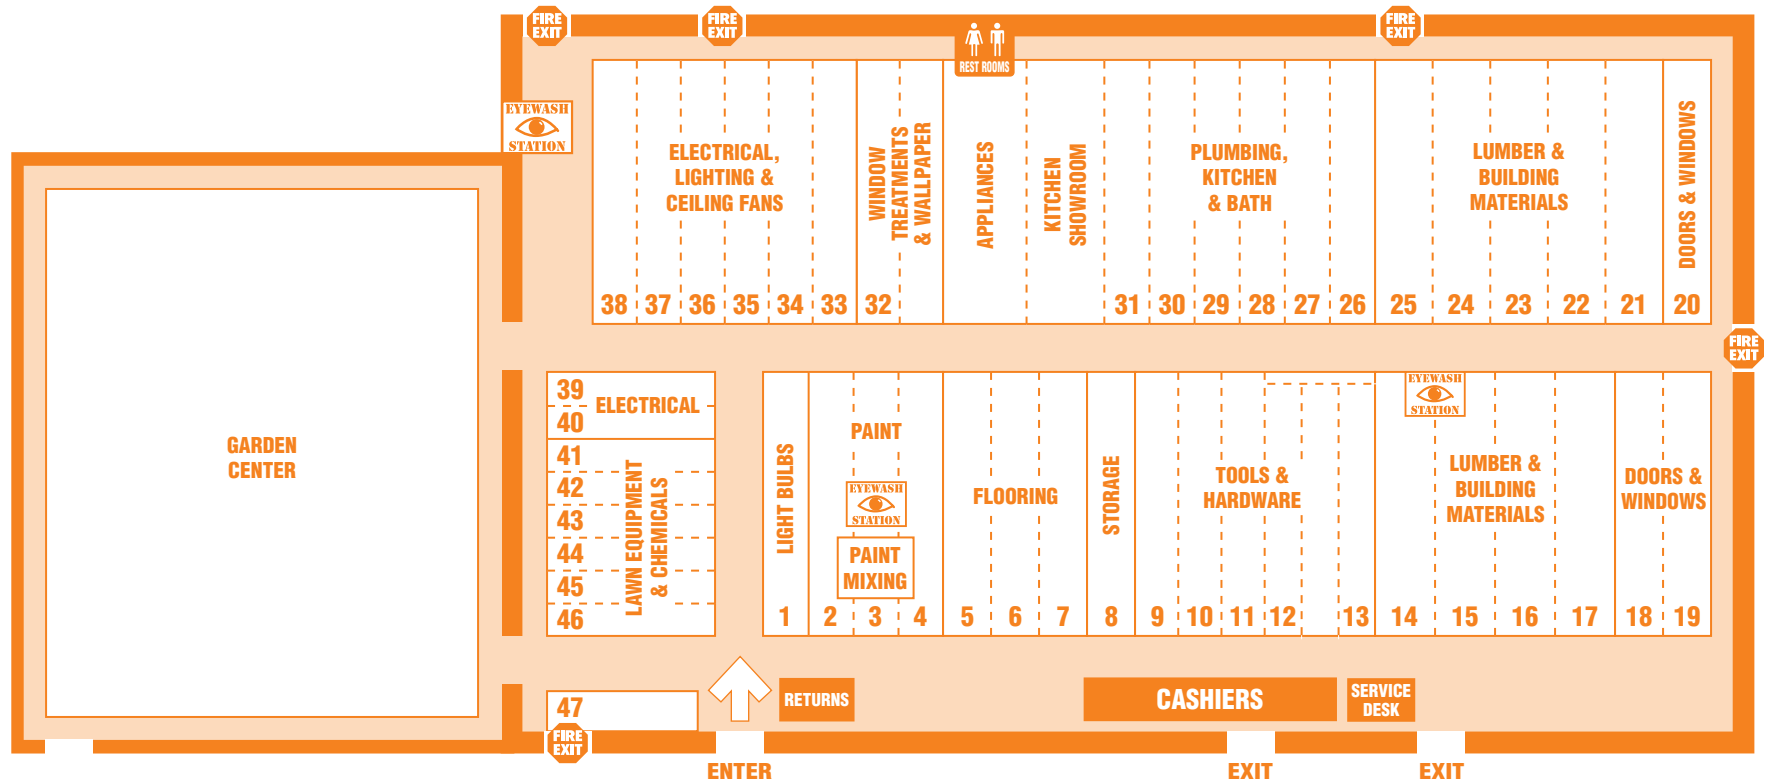 FIRE
EXIT
FIRE
EXIT
FIRE
EXIT
REST ROOMS
EYEWASH
STATION
ELECTRICAL,
LIGHTING &
CEILING FANS
WINDOW
TREATMENTS
& WALLPAPER
APPLIANCES
KITCHEN
SHOWROOM
PLUMBING,
KITCHEN
& BATH
LUMBER &
BUILDING
MATERIALS
DOORS & WINDOWS
38 37 36 35 34 33 32 31 30 29 28 27 26 25 24 23 22 21 20
FIRE
EXIT
GARDEN
CENTER
39
ELECTRICAL
40
41
42
43
44
45
46
LAWN EQUIPMENT
& CHEMICALS
LIGHT BULBS
PAINT
EYEWASH
STATION
PAINT
MIXING
FLOORING
STORAGE
TOOLS &
HARDWARE
EYEWASH
STATION
LUMBER &
BUILDING
MATERIALS
DOORS &
WINDOWS
1 2 3 4 5 6 7 8 9 10 11 12 13 14 15 16 17 18 19
47
FIRE
EXIT
RETURNS
CASHIERS
SERVICE
DESK
ENTER
EXIT
EXIT